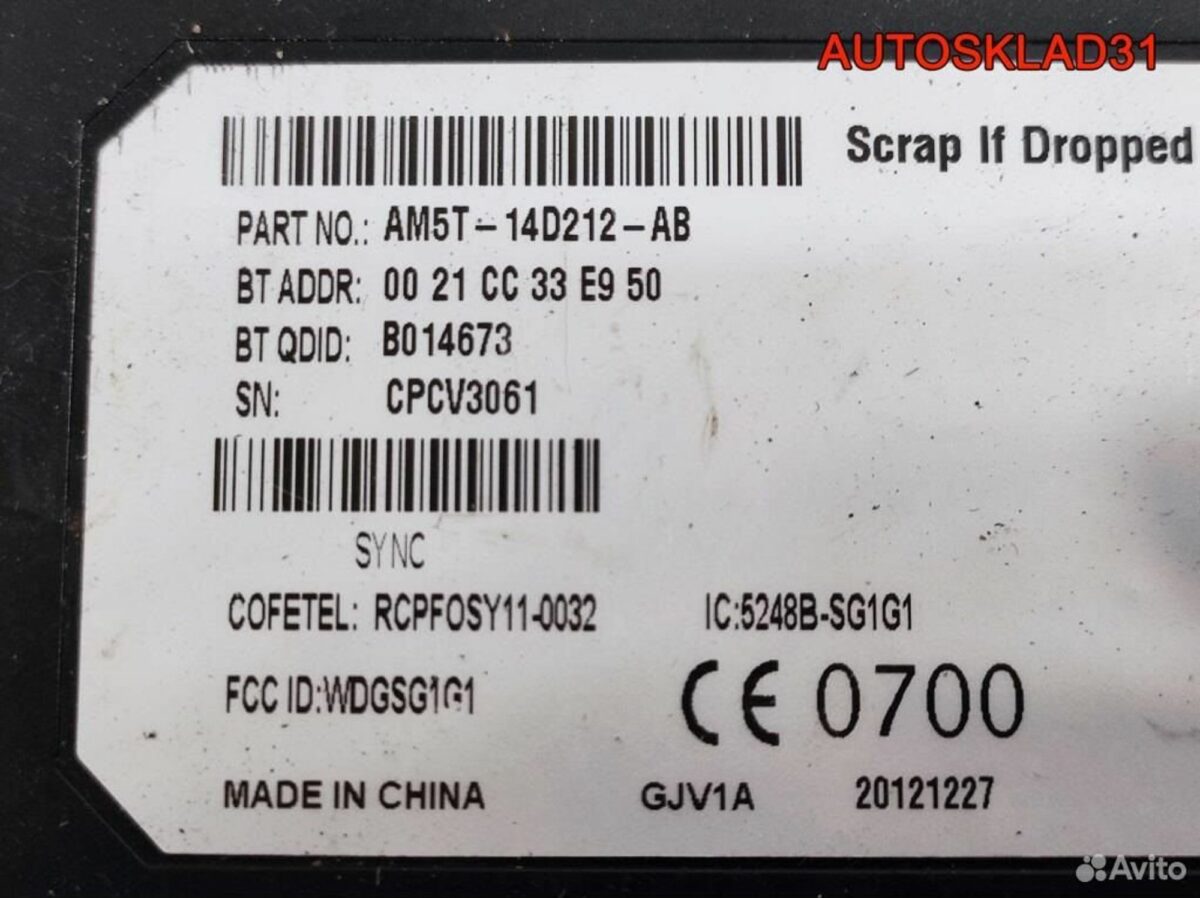 AUTOSKLAD31
Scrap If Dropped
PART NO.: AM5T-14D212-AB
BT ADDR: 00 21 CC 33 E9 50
BT QDID: B014673
SN: CPCV3061
SYNC
COFETEL: RCPFOSY11-0032 IC:5248B-SG1G1
FCC ID:WDGSG1G1
CE 0700
MADE IN CHINA GJV1A 20121227
Avito